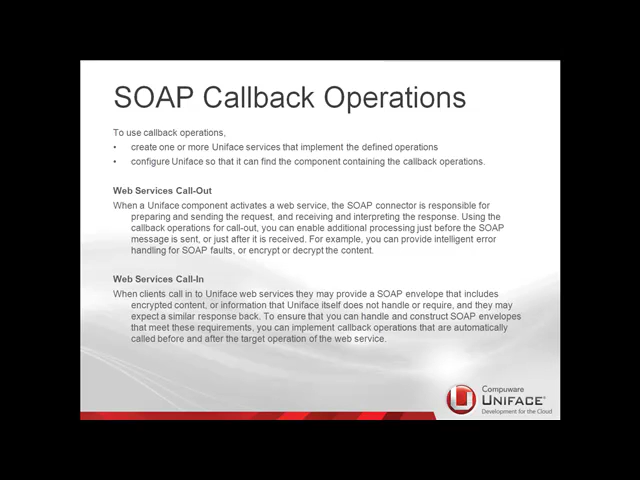 SOAP Callback Operations
To use callback operations,
• create one or more Uniface services that implement the defined operations
• configure Uniface so that it can find the component containing the callback operations.
Web Services Call-Out
When a Uniface component activates a web service, the SOAP connector is responsible for
preparing and sending the request, and receiving and interpreting the response. Using the
callback operations for call-out, you can enable additional processing just before the SOAP
message is sent, or just after it is received. For example, you can provide intelligent error
handling for SOAP faults, or encrypt or decrypt the content.
Web Services Call-In
When clients call in to Uniface web services they may provide a SOAP envelope that includes
encrypted content, or information that Uniface itself does not handle or require, and they may
expect a similar response back. To ensure that you can handle and construct SOAP envelopes
that meet these requirements, you can implement callback operations that are automatically
called before and after the target operation of the web service.
Compuware
UNIFACE®
Development for the Cloud